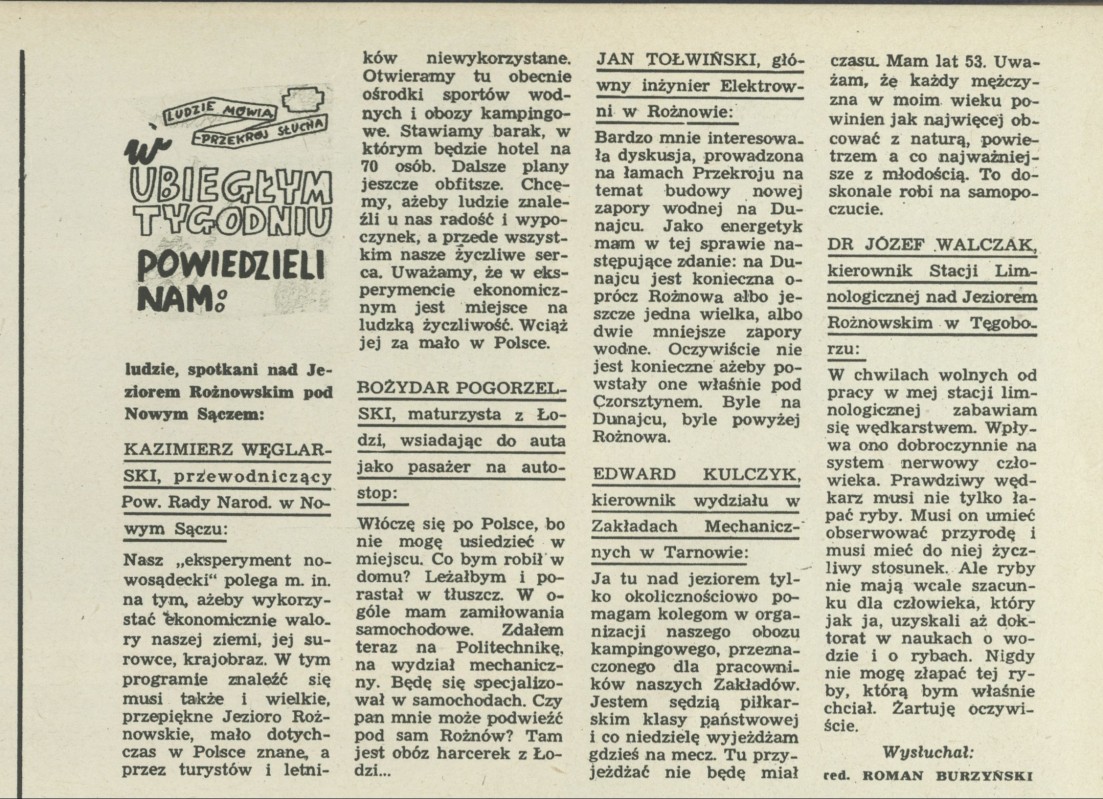 LUDZIE MÓWIĄ
PRZEKRÓJ SŁUCHA
W
UBIEGŁYM
TYGODNIU
POWIEDZIELI
NAM:
ludzie, spotkani nad Je-
ziorem Rożnowskim pod
Nowym Sączem:
KAZIMIERZ WĘGLAR-
SKI, przewodniczący
Pow. Rady Narod. w No-
wym Sączu:
Nasz „eksperyment no-
wosądecki" polega m. in.
na tym, ażeby wykorzy-
stać ekonomicznie walo-
ry naszej ziemi, jej su-
rowce, krajobraz. W tym
programie znaleźć się
musi także i wielkie,
przepiękne Jezioro Roż-
nowskie, mało dotych-
czas w Polsce znane, a
przez turystów i letni-
ków niewykorzystane.
Otwieramy tu obecnie
ośrodki sportów wod-
nych i obozy kampingo-
we. Stawiamy barak, w
którym będzie hotel na
70 osób. Dalsze plany
jeszcze obfitsze. Chce-
my, ażeby ludzie znale-
źli u nas radość i wypo-
czynek, a przede wszyst-
kim nasze życzliwe ser-
ca. Uważamy, że w eks-
perymencie ekonomicz-
nym jest miejsce na
ludzką życzliwość. Wciąż
jej za mało w Polsce.
BOŻYDAR POGORZEL-
SKI, maturzysta z Ło-
dzi, wsiadając do auta
jako pasażer na auto-
stop:
Włóczę się po Polsce, bo
nie mogę usiedzieć w
miejscu. Co bym robił w
domu? Leżałbym i po-
rastał w tłuszcz. W o-
góle mam zamiłowania
samochodowe. Zdałem
teraz na Politechnikę,
na wydział mechanicz-
ny. Będę się specjalizo-
wał w samochodach. Czy
pan mnie może podwieźć
pod sam Rożnów? Tam
jest obóz harcerek z Ło-
dzi...
JAN TOŁWIŃSKI, głó-
wny inżynier Elektrow-
ni w Rożnowie:
Bardzo mnie interesowa-
ła dyskusja, prowadzona
na łamach Przekroju na
temat budowy nowej
zapory wodnej na Du-
najcu. Jako energetyk
mam w tej sprawie na-
stępujące zdanie: na Du-
najcu jest konieczna o-
prócz Rożnowa albo je-
szcze jedna wielka, albo
dwie mniejsze zapory
wodne. Oczywiście nie
jest konieczne ażeby po-
wstały one właśnie pod
Czorsztynem. Byle na
Dunajcu, byle powyżej
Rożnowa.
EDWARD KULCZYK,
kierownik wydziału w
Zakładach Mechanicz-
nych w Tarnowie:
Ja tu nad jeziorem tyl-
ko okolicznościowo po-
magam kolegom w orga-
nizacji naszego obozu
kampingowego, przezna-
czonego dla pracowni-
ków naszych Zakładów.
Jestem sędzią piłkar-
skim klasy państwowej
i co niedzielę wyjeżdżam
gdzieś na mecz. Tu przy-
jeżdżać nie będę miał
czasu. Mam lat 53. Uwa-
żam, że każdy mężczy-
zna w moim wieku po-
winien jak najwięcej ob-
cować z naturą, powie-
trzem a co najważniej-
sze z młodością. To do-
skonale robi na samopo-
czucie.
DR JÓZEF WALCZAK,
kierownik Stacji Lim-
nologicznej nad Jeziorem
Rożnowskim w Tęgobo-
rzu:
W chwilach wolnych od
pracy w mej stacji lim-
nologicznej zabawiam
się wędkarstwem. Wpły-
wa ono dobroczynnie na
system nerwowy czło-
wieka. Prawdziwy węd-
karz musi nie tylko ła-
pać ryby. Musi on umieć
obserwować przyrodę i
musi mieć do niej życz-
liwy stosunek. Ale ryby
nie mają wcale szacun-
ku dla człowieka, który
jak ja, uzyskali aż dok-
torat w naukach o wo-
dzie i o rybach. Nigdy
nie mogę złapać tej ry-
by, którą bym właśnie
chciał. Żartuję oczywi-
ście.
Wysłuchał:
red. ROMAN BURZYŃSKI